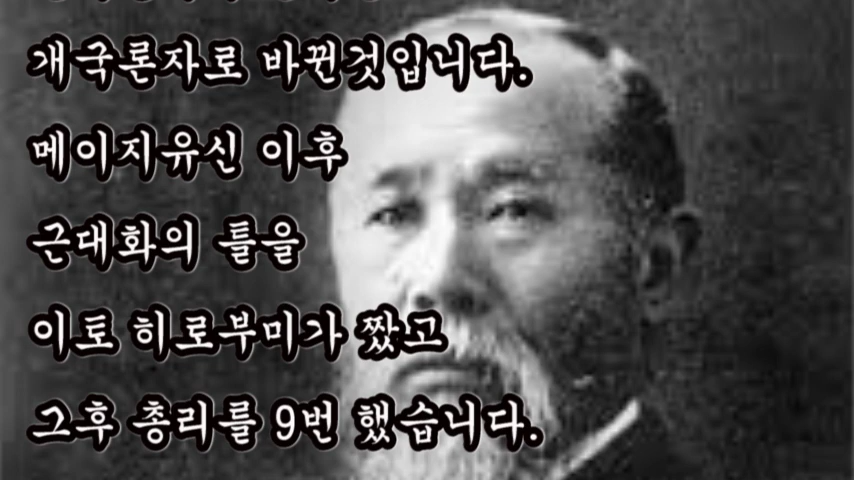 개국론자로 바뀐것입니다.
메이지유신 이후
근대화의 틀을
이토 히로부미가 짰고
그후 총리를 9번 했습니다.